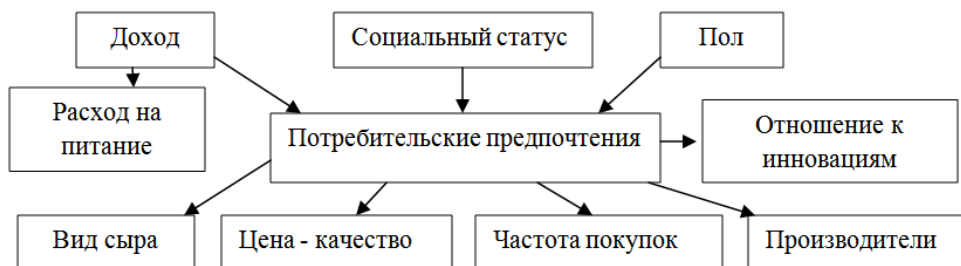 Доход
Социальный статус
Пол
Расход на
питание
Потребительские предпочтения
Отношение к
инновациям
Вид сыра
Цена - качество
Частота покупок
Производители